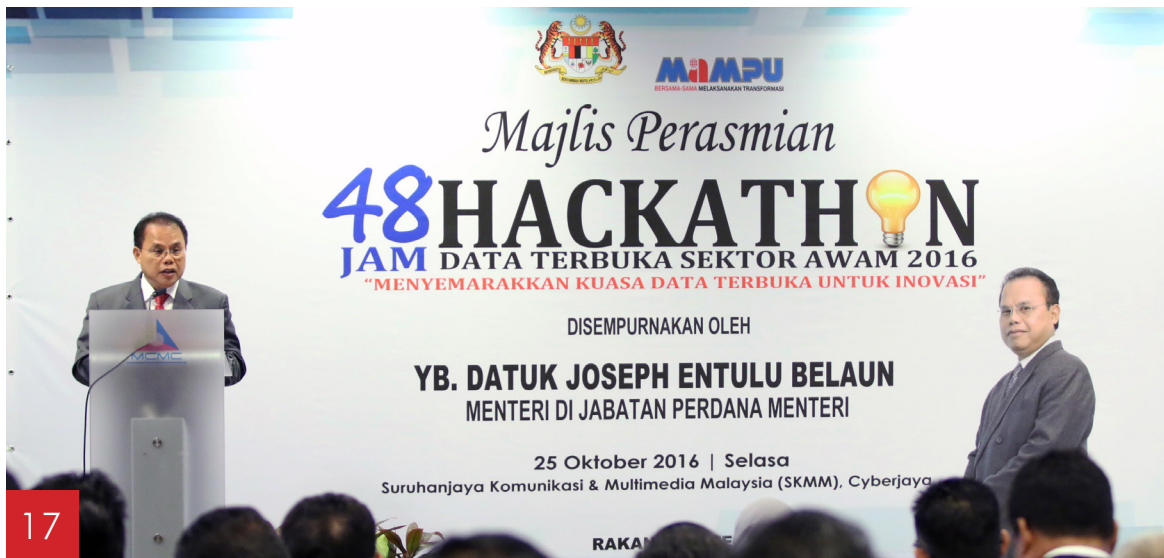 MAMPU
BERSAMA-SAMA MELAKSANAKAN TRANSFORMASI
Majlis Perasmian
48 HACKATHON
JAM DATA TERBUKA SEKTOR AWAM 2016
"MENYEMARAKKAN KUASA DATA TERBUKA UNTUK INOVASI"
DISEMPURNAKAN OLEH
YB. DATUK JOSEPH ENTULU BELAUN
MENTERI DI JABATAN PERDANA MENTERI
MCMC
25 Oktober 2016 | Selasa
Suruhanjaya Komunikasi & Multimedia Malaysia (SKMM), Cyberjaya
17